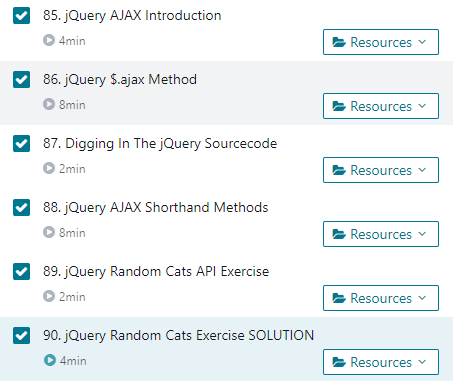 85. jQuery AJAX Introduction
4min
Resources
86. jQuery $.ajax Method
8min
Resources
87. Digging In The jQuery Sourcecode
2min
Resources
88. jQuery AJAX Shorthand Methods
8min
Resources
89. jQuery Random Cats API Exercise
2min
Resources
90. jQuery Random Cats Exercise SOLUTION
4min
Resources